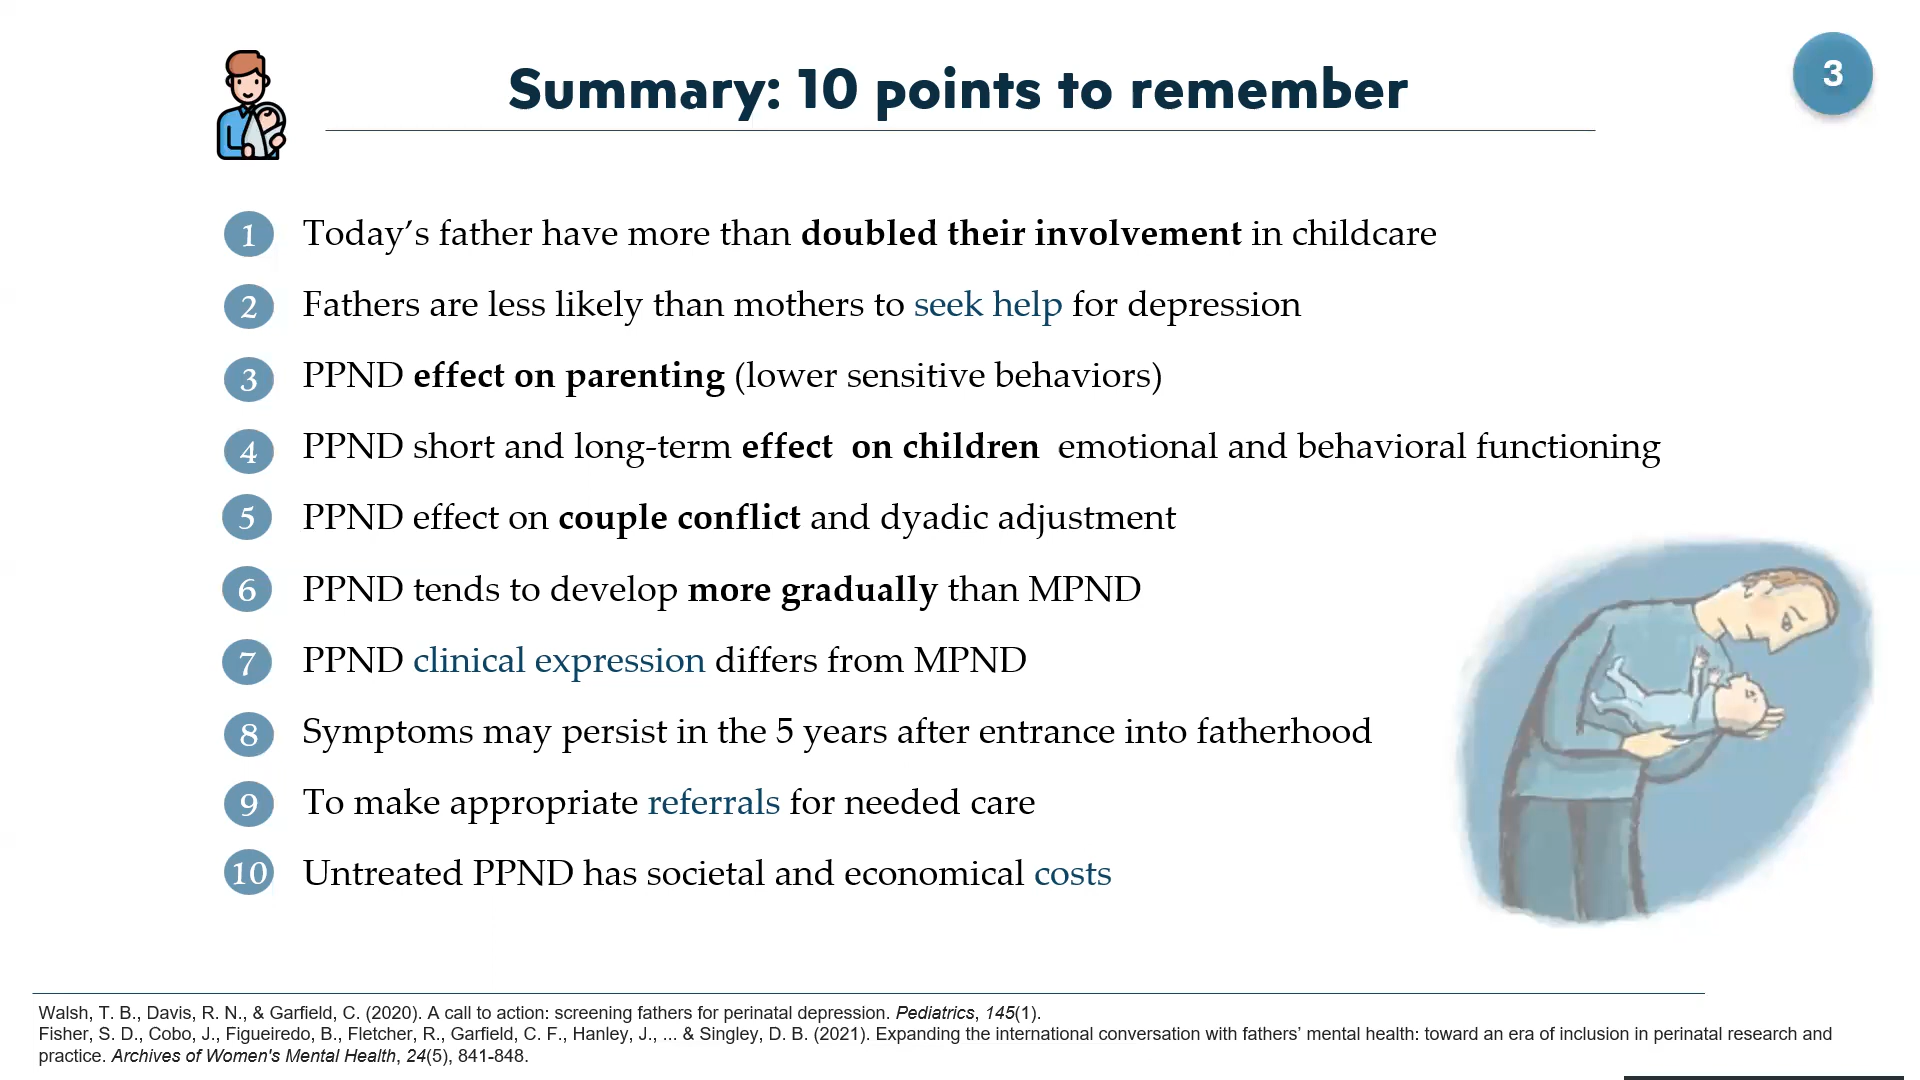 Summary: 10 points to remember
3
1 Today’s father have more than doubled their involvement in childcare
2 Fathers are less likely than mothers to seek help for depression
3 PPND effect on parenting (lower sensitive behaviors)
4 PPND short and long-term effect on children emotional and behavioral functioning
5 PPND effect on couple conflict and dyadic adjustment
6 PPND tends to develop more gradually than MPND
7 PPND clinical expression differs from MPND
8 Symptoms may persist in the 5 years after entrance into fatherhood
9 To make appropriate referrals for needed care
10 Untreated PPND has societal and economical costs
Walsh, T. B., Davis, R. N., & Garfield, C. (2020). A call to action: screening fathers for perinatal depression. Pediatrics, 145(1).
Fisher, S. D., Cobo, J., Figueiredo, B., Fletcher, R., Garfield, C. F., Hanley, J., ... & Singley, D. B. (2021). Expanding the international conversation with fathers’ mental health: toward an era of inclusion in perinatal research and
practice. Archives of Women's Mental Health, 24(5), 841-848.